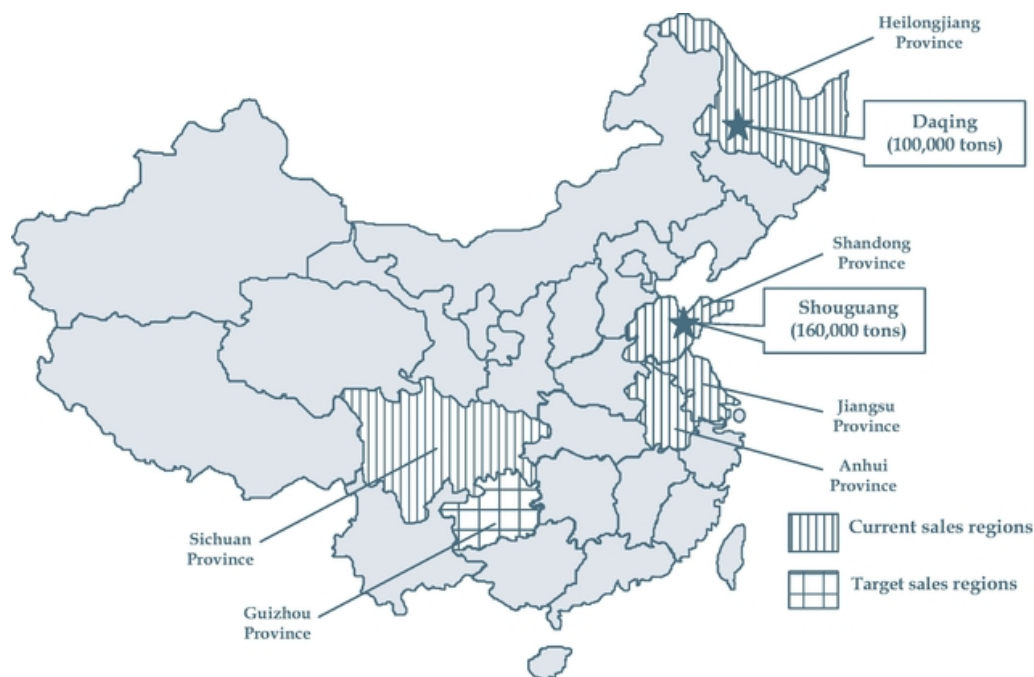 Heilongjiang
Province
Daqing
(100,000 tons)
Shandong
Province
Shouguang
(160,000 tons)
Jiangsu
Province
Anhui
Province
Sichuan
Province
Guizhou
Province
Current sales regions
Target sales regions